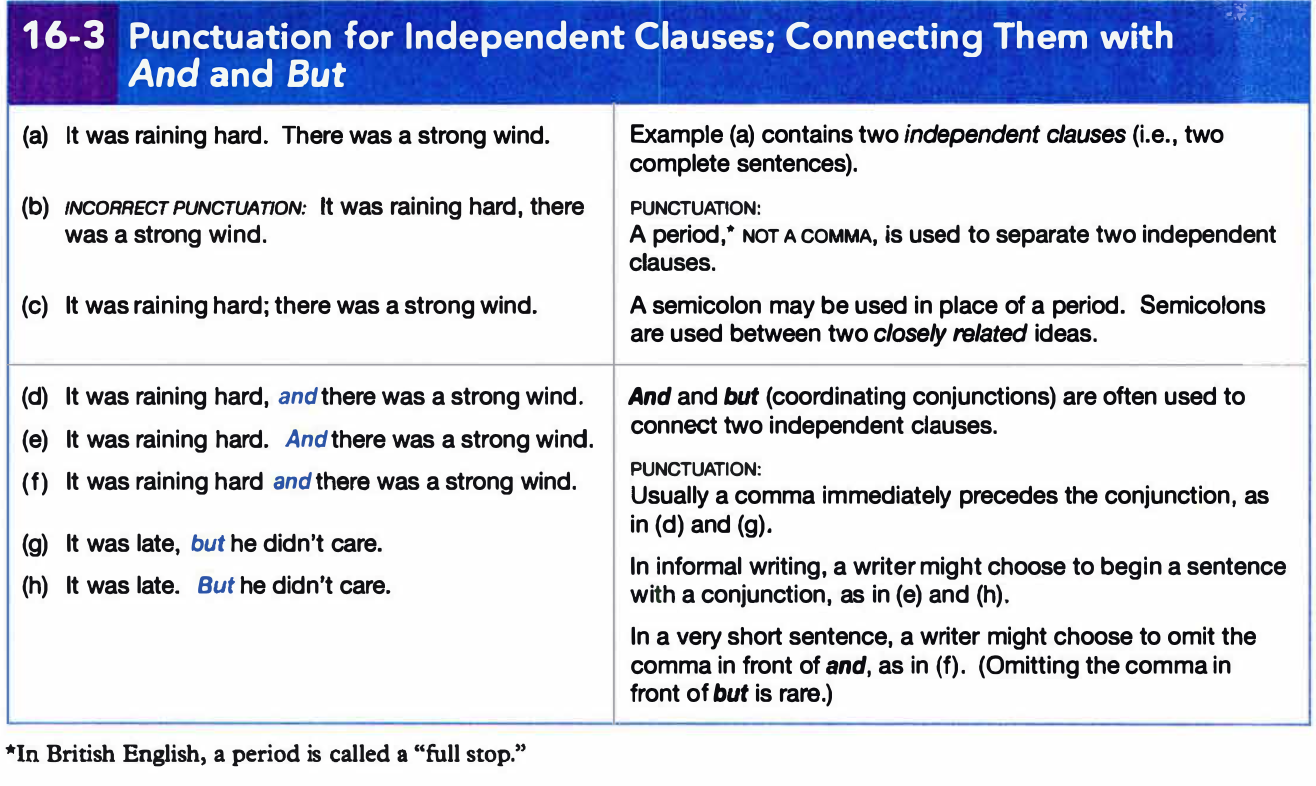 16-3 Punctuation for Independent Clauses; Connecting Them with
And and But
(a) It was raining hard. There was a strong wind.
Example (a) contains two independent clauses (i.e., two
complete sentences).
(b) INCORRECT PUNCTUATION: It was raining hard, there
was a strong wind.
PUNCTUATION:
A period,* NOT A COMMA, is used to separate two independent
clauses.
(c) It was raining hard; there was a strong wind.
A semicolon may be used in place of a period. Semicolons
are used between two closely related ideas.
(d) It was raining hard, and there was a strong wind.
(e) It was raining hard. And there was a strong wind.
(f) It was raining hard and there was a strong wind.
(g) It was late, but he didn't care.
(h) It was late. But he didn't care.
And and but (coordinating conjunctions) are often used to
connect two independent clauses.
PUNCTUATION:
Usually a comma immediately precedes the conjunction, as
in (d) and (g).
In informal writing, a writer might choose to begin a sentence
with a conjunction, as in (e) and (h).
In a very short sentence, a writer might choose to omit the
comma in front of and, as in (f). (Omitting the comma in
front of but is rare.)
*In British English, a period is called a "full stop."